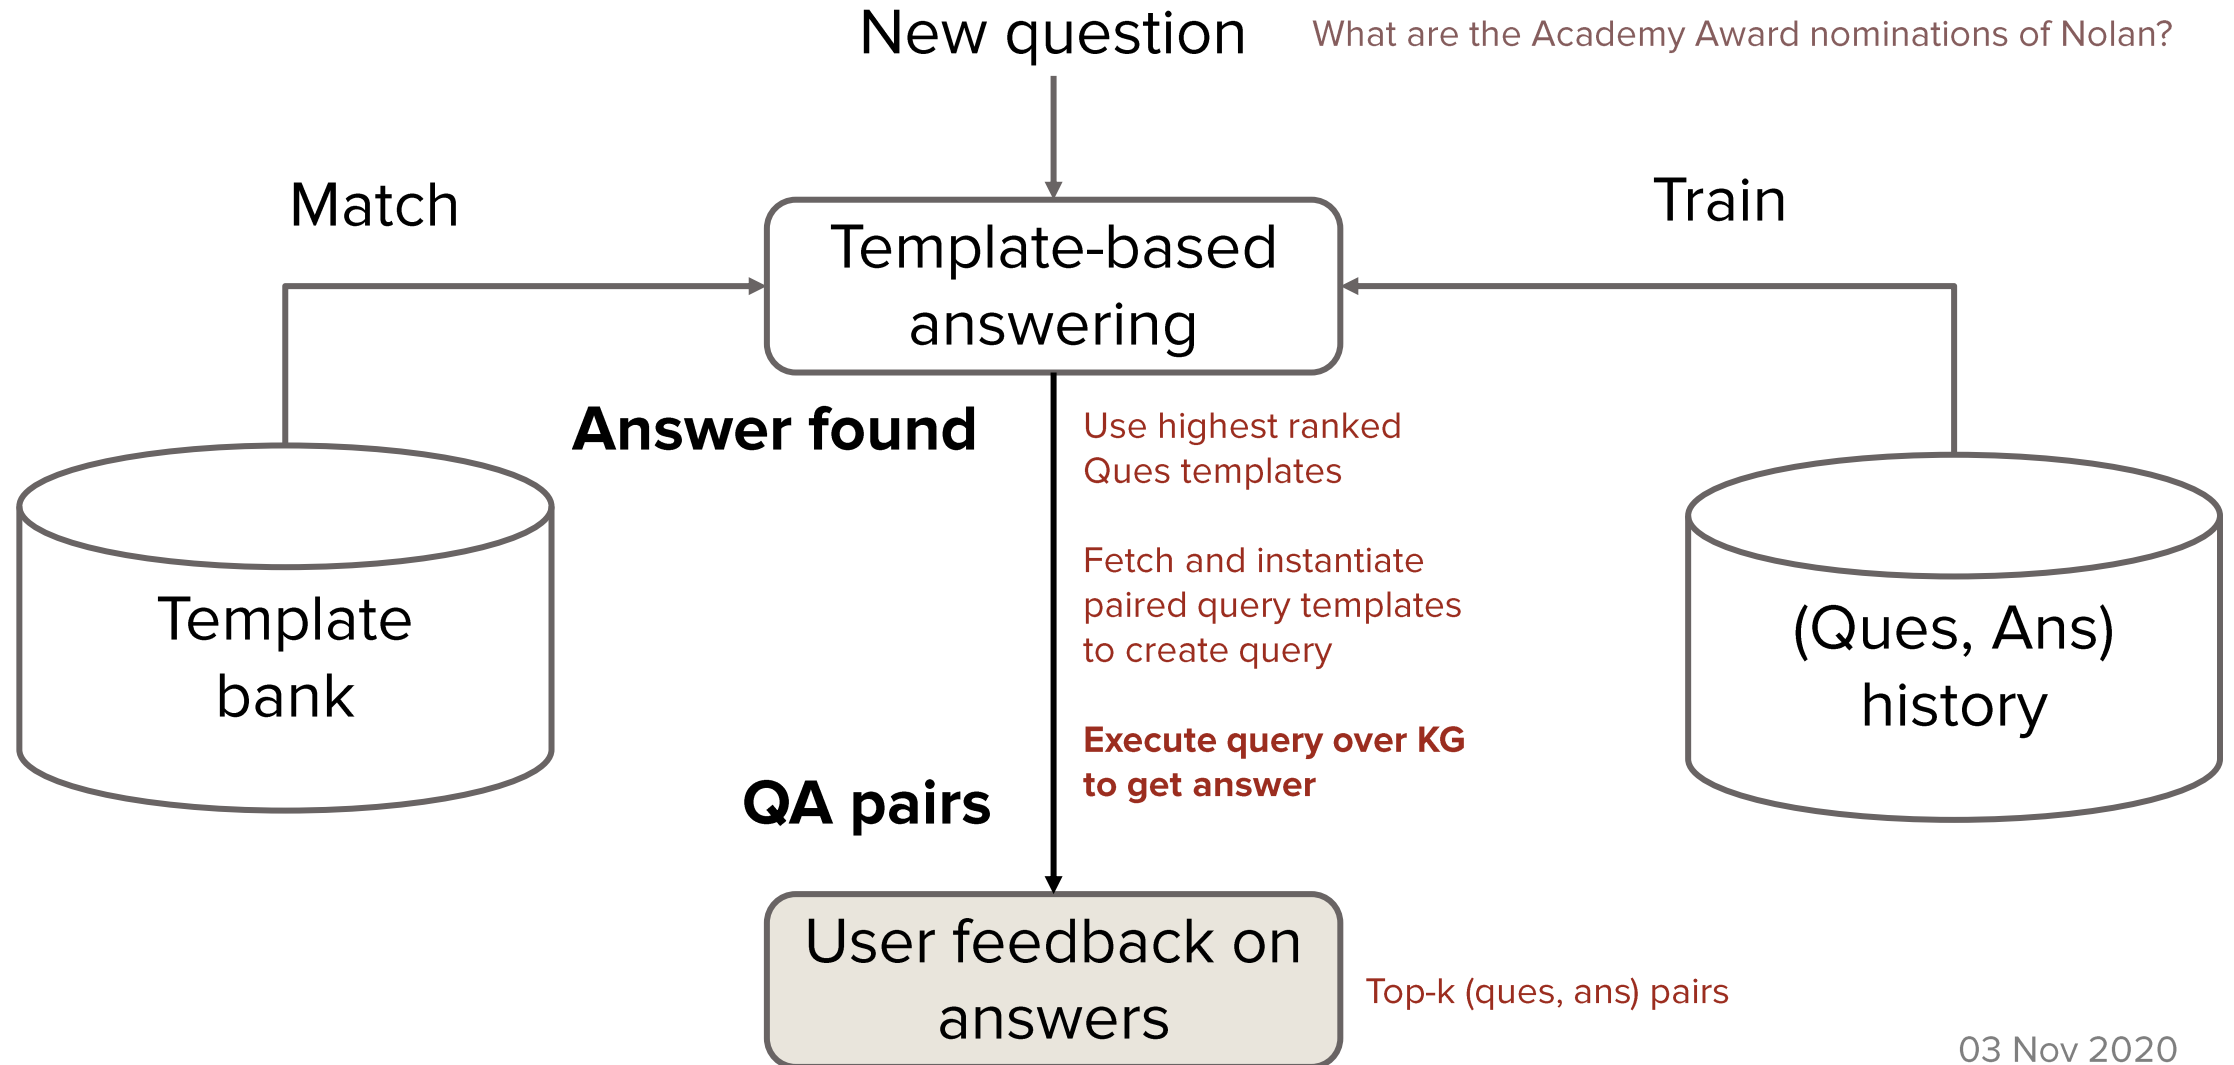 New question
What are the Academy Award nominations of Nolan?
Match
Train
Template-based
answering
Answer found
Use highest ranked
Ques templates
Fetch and instantiate
paired query templates
to create query
Execute query over KG
to get answer
Template
bank
(Ques, Ans)
history
QA pairs
User feedback on
answers
Top-k (ques, ans) pairs
03 Nov 2020